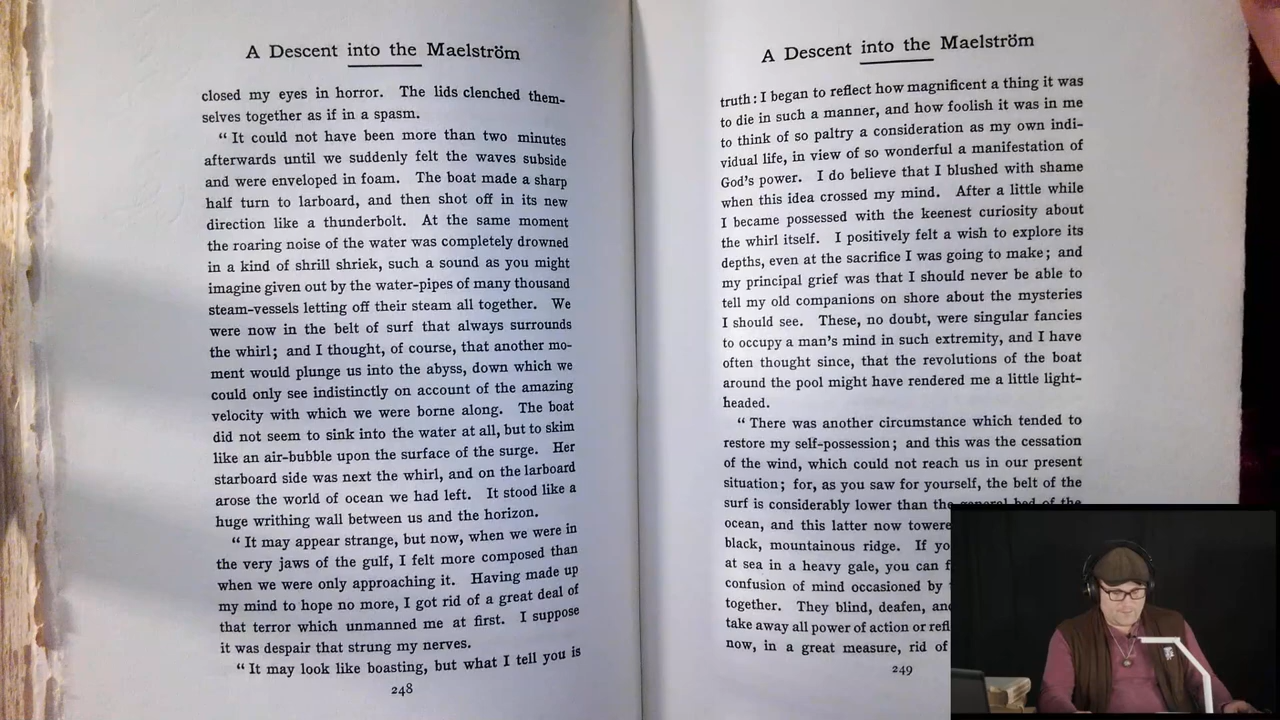 A Descent into the Maelström
closed my eyes in horror. The lids clenched them-
selves together as if in a spasm.
“It could not have been more than two minutes
afterwards until we suddenly felt the waves subside
and were enveloped in foam. The boat made a sharp
half turn to larboard, and then shot off in its new
direction like a thunderbolt. At the same moment
the roaring noise of the water was completely drowned
in a kind of shrill shriek, such a sound as you might
imagine given out by the water-pipes of many thousand
steam-vessels letting off their steam all together. We
were now in the belt of surf that always surrounds
the whirl; and I thought, of course, that another mo-
ment would plunge us into the abyss, down which we
could only see indistinctly on account of the amazing
velocity with which we were borne along. The boat
did not seem to sink into the water at all, but to skim
like an air-bubble upon the surface of the surge. Her
starboard side was next the whirl, and on the larboard
arose the world of ocean we had left. It stood like a
huge writhing wall between us and the horizon.
“It may appear strange, but now, when we were in
the very jaws of the gulf, I felt more composed than
when we were only approaching it. Having made up
my mind to hope no more, I got rid of a great deal of
that terror which unmanned me at first. I suppose
it was despair that strung my nerves.
“It may look like boasting, but what I tell you is
248
A Descent into the Maelström
truth: I began to reflect how magnificent a thing it was
to die in such a manner, and how foolish it was in me
to think of so paltry a consideration as my own indi-
vidual life, in view of so wonderful a manifestation of
God’s power. I do believe that I blushed with shame
when this idea crossed my mind. After a little while
I became possessed with the keenest curiosity about
the whirl itself. I positively felt a wish to explore its
depths, even at the sacrifice I was going to make; and
my principal grief was that I should never be able to
tell my old companions on shore about the mysteries
I should see. These, no doubt, were singular fancies
to occupy a man’s mind in such extremity, and I have
often thought since, that the revolutions of the boat
around the pool might have rendered me a little light-
headed.
“There was another circumstance which tended to
restore my self-possession; and this was the cessation
of the wind, which could not reach us in our present
situation; for, as you saw for yourself, the belt of the
surf is considerably lower than the general bed of the
ocean, and this latter now towere
black, mountainous ridge. If yo
at sea in a heavy gale, you can f
confusion of mind occasioned by
together. They blind, deafen, and
take away all power of action or refl
now, in a great measure, rid of
249